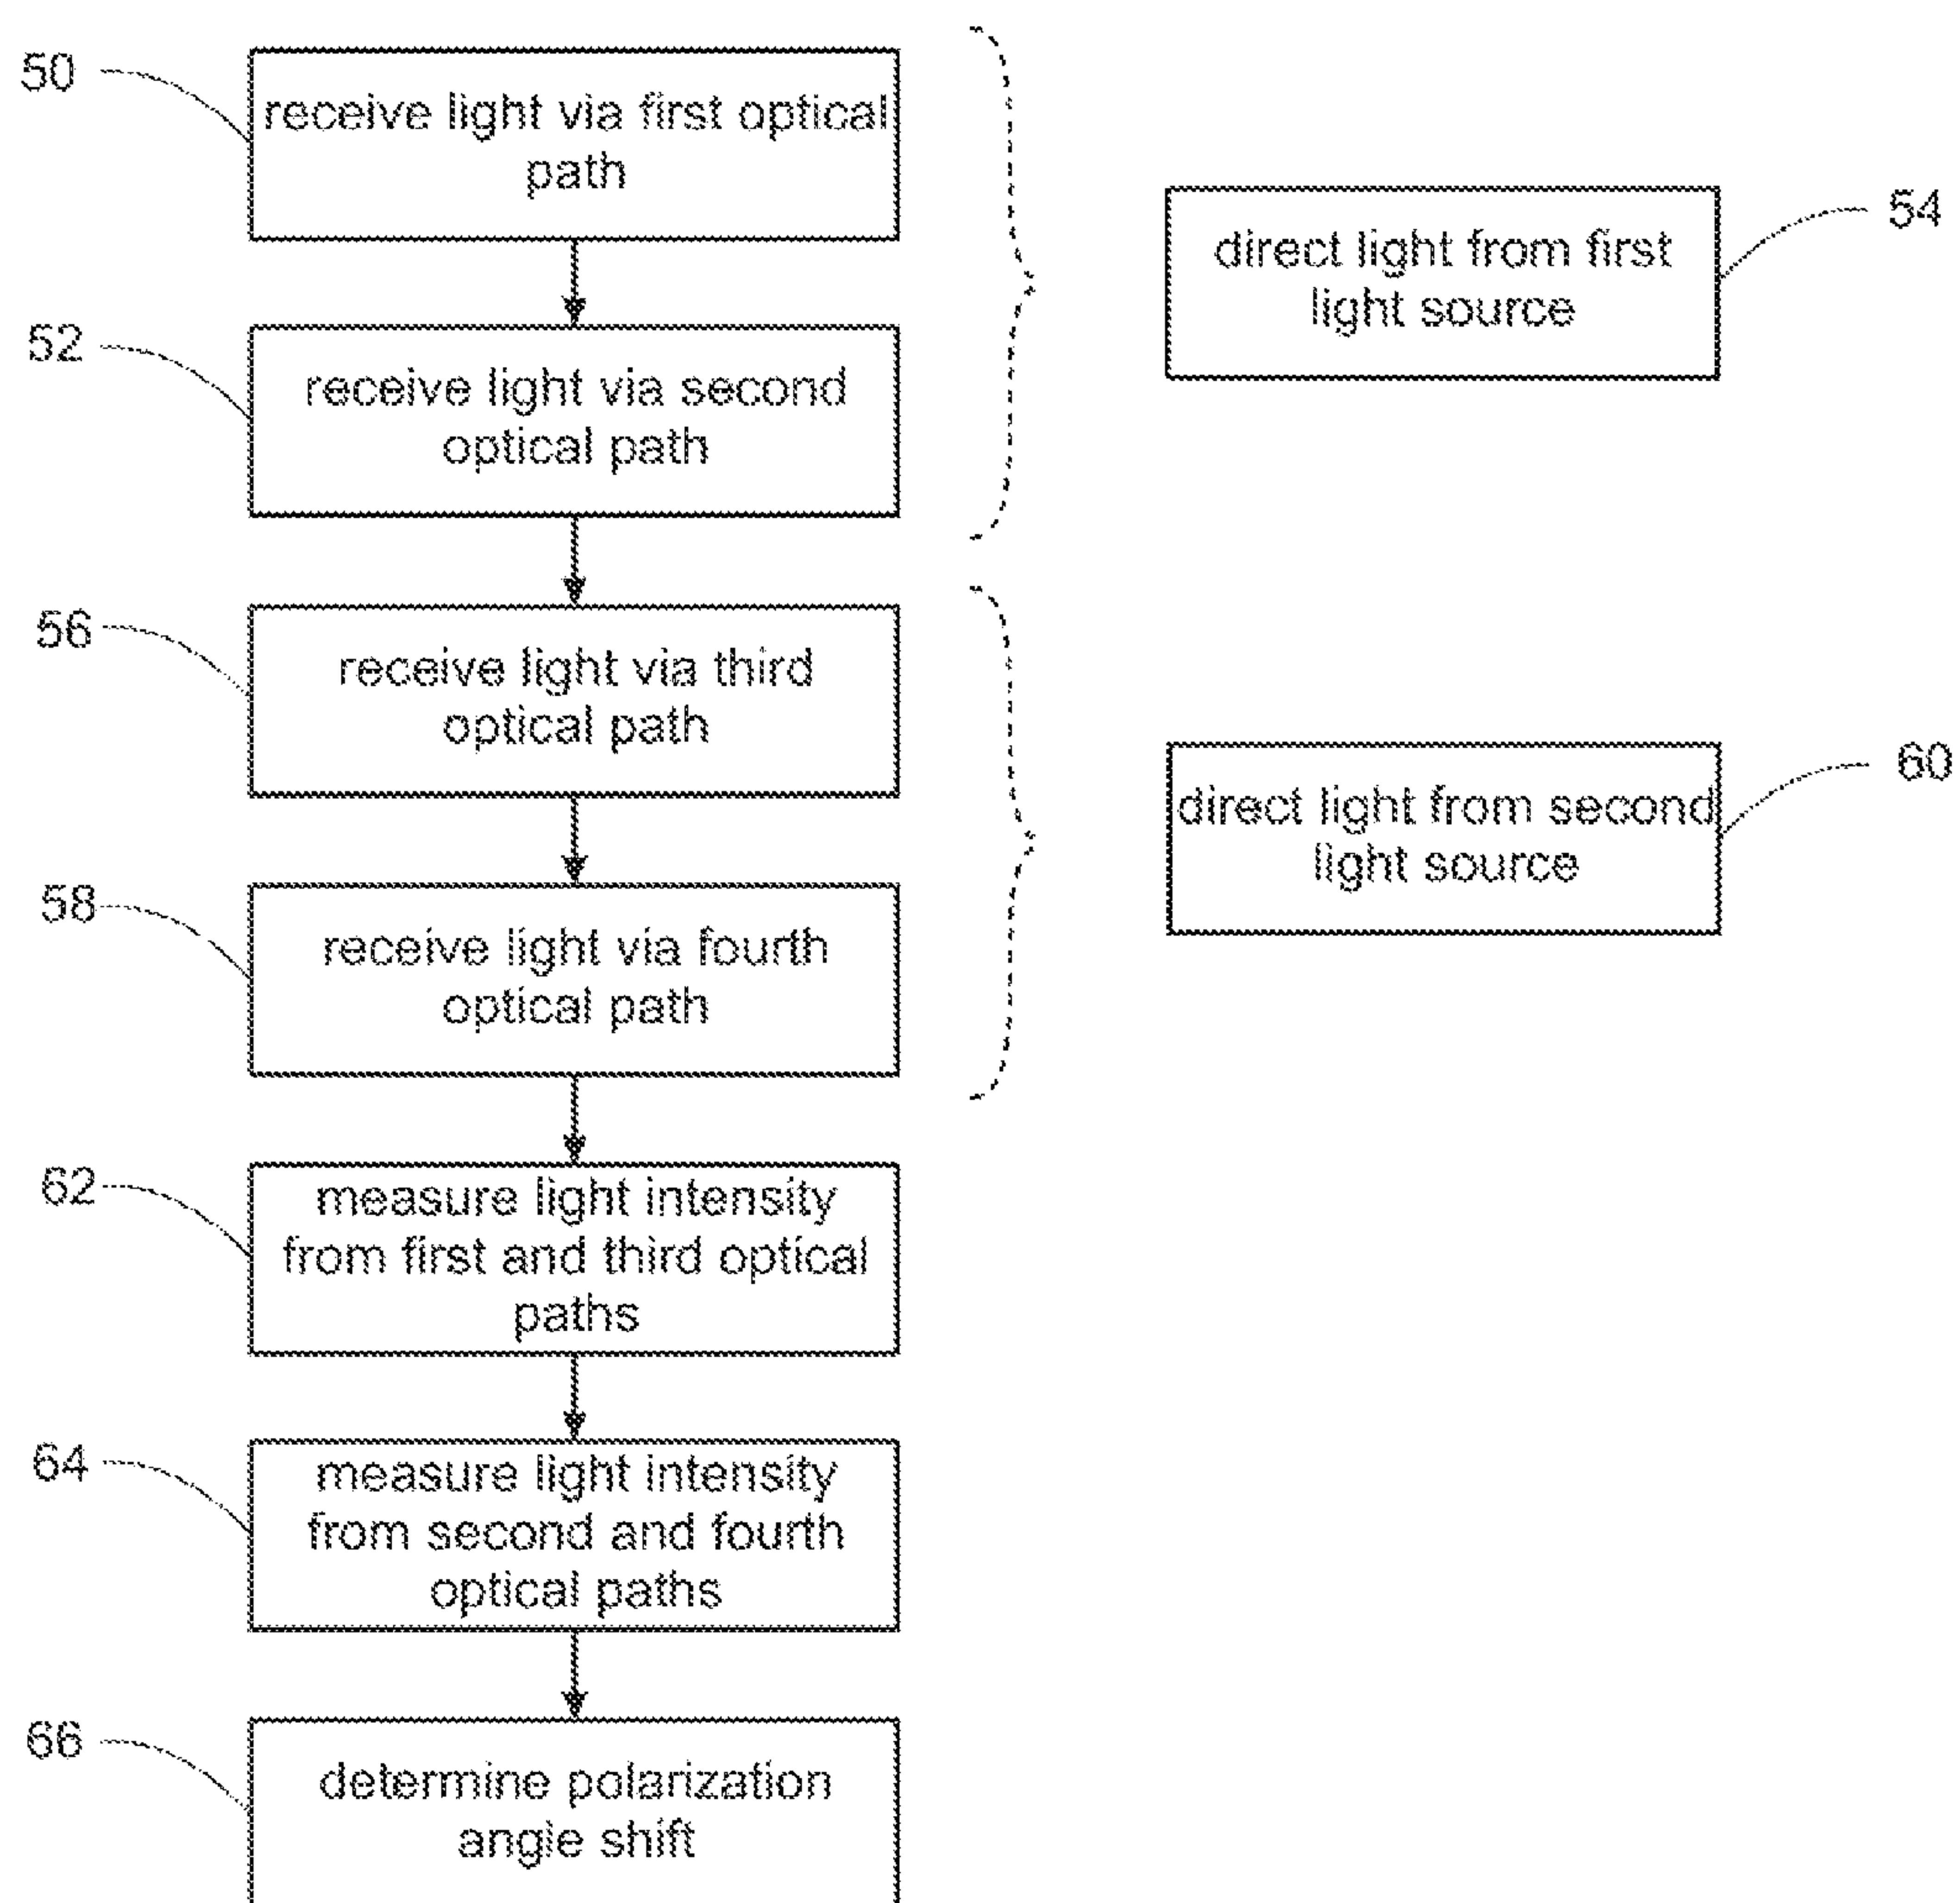 50
receive light via first optical
path
54
direct light from first
light source
52
receive light via second
optical path
56
receive light via third
optical path
60
direct light from second
light source
58
receive light via fourth
optical path
62
measure light intensity
from first and third optical
paths
64
measure light intensity
from second and fourth
optical paths
66
determine polarization
angle shift